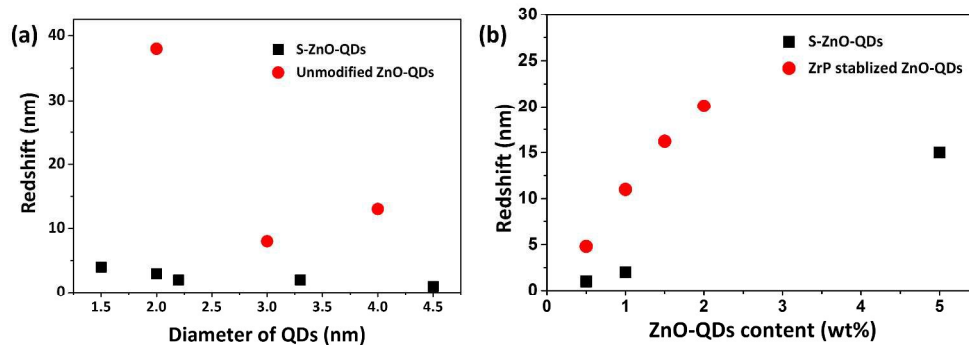 (a)
40
30
20
10
0
Redshift (nm)
S-ZnO-QDs
Unmodified ZnO-QDs
1.5 2.0 2.5 3.0 3.5 4.0 4.5
Diameter of QDs (nm)
(b)
30
25
20
15
10
5
0
Redshift (nm)
S-ZnO-QDs
ZrP stablized ZnO-QDs
0 1 2 3 4 5
ZnO-QDs content (wt%)